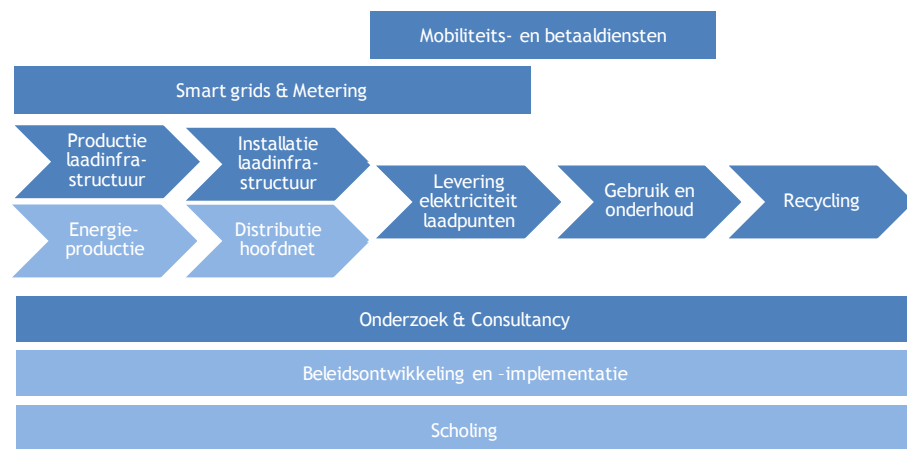 Mobiliteits- en betaaldiensten
Smart grids & Metering
Productie
laadinfra-
structuur
Installatie
laadinfra-
structuur
Levering
elektriciteit
laadpunten
Gebruik en
onderhoud
Recycling
Energie-
productie
Distributie
hoofdnet
Onderzoek & Consultancy
Beleidsontwikkeling en -implementatie
Scholing